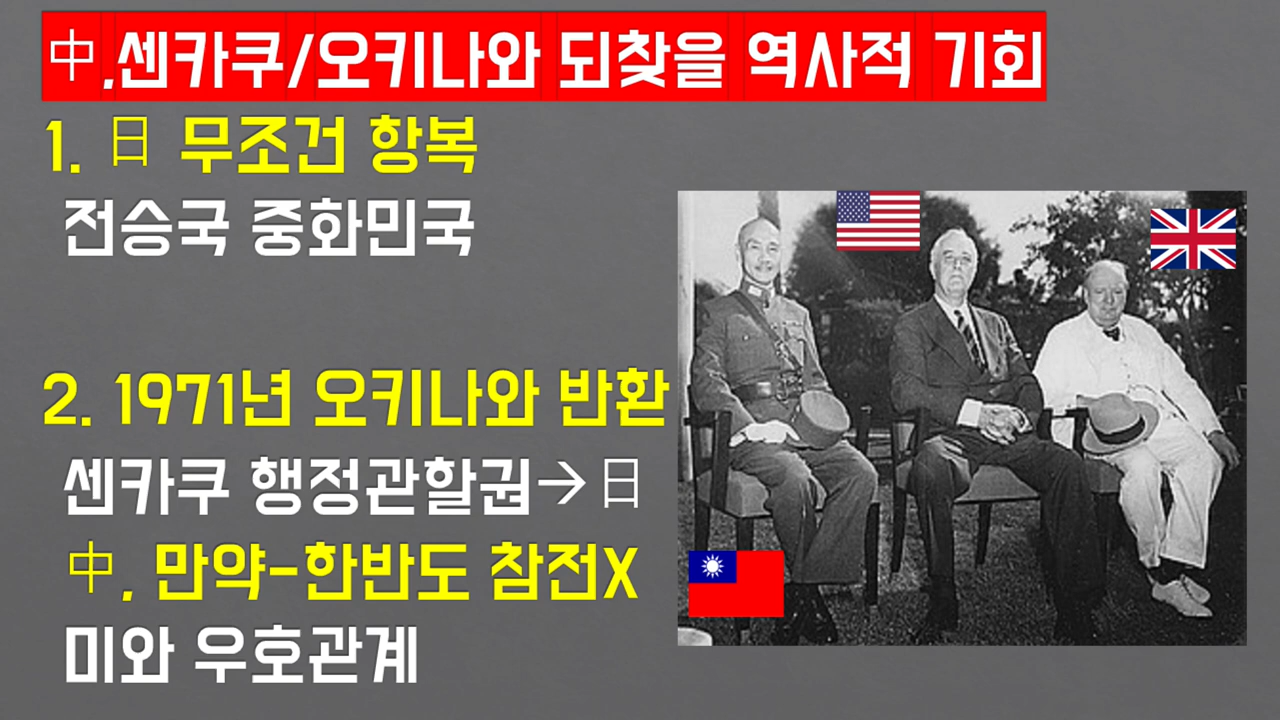 中.센카쿠/오키나와 되찾을 역사적 기회
1. 日 무조건 항복
전승국 중화민국
2. 1971년 오키나와 반환
센카쿠 행정관할권→日
中. 만약-한반도 참전X
미와 우호관계